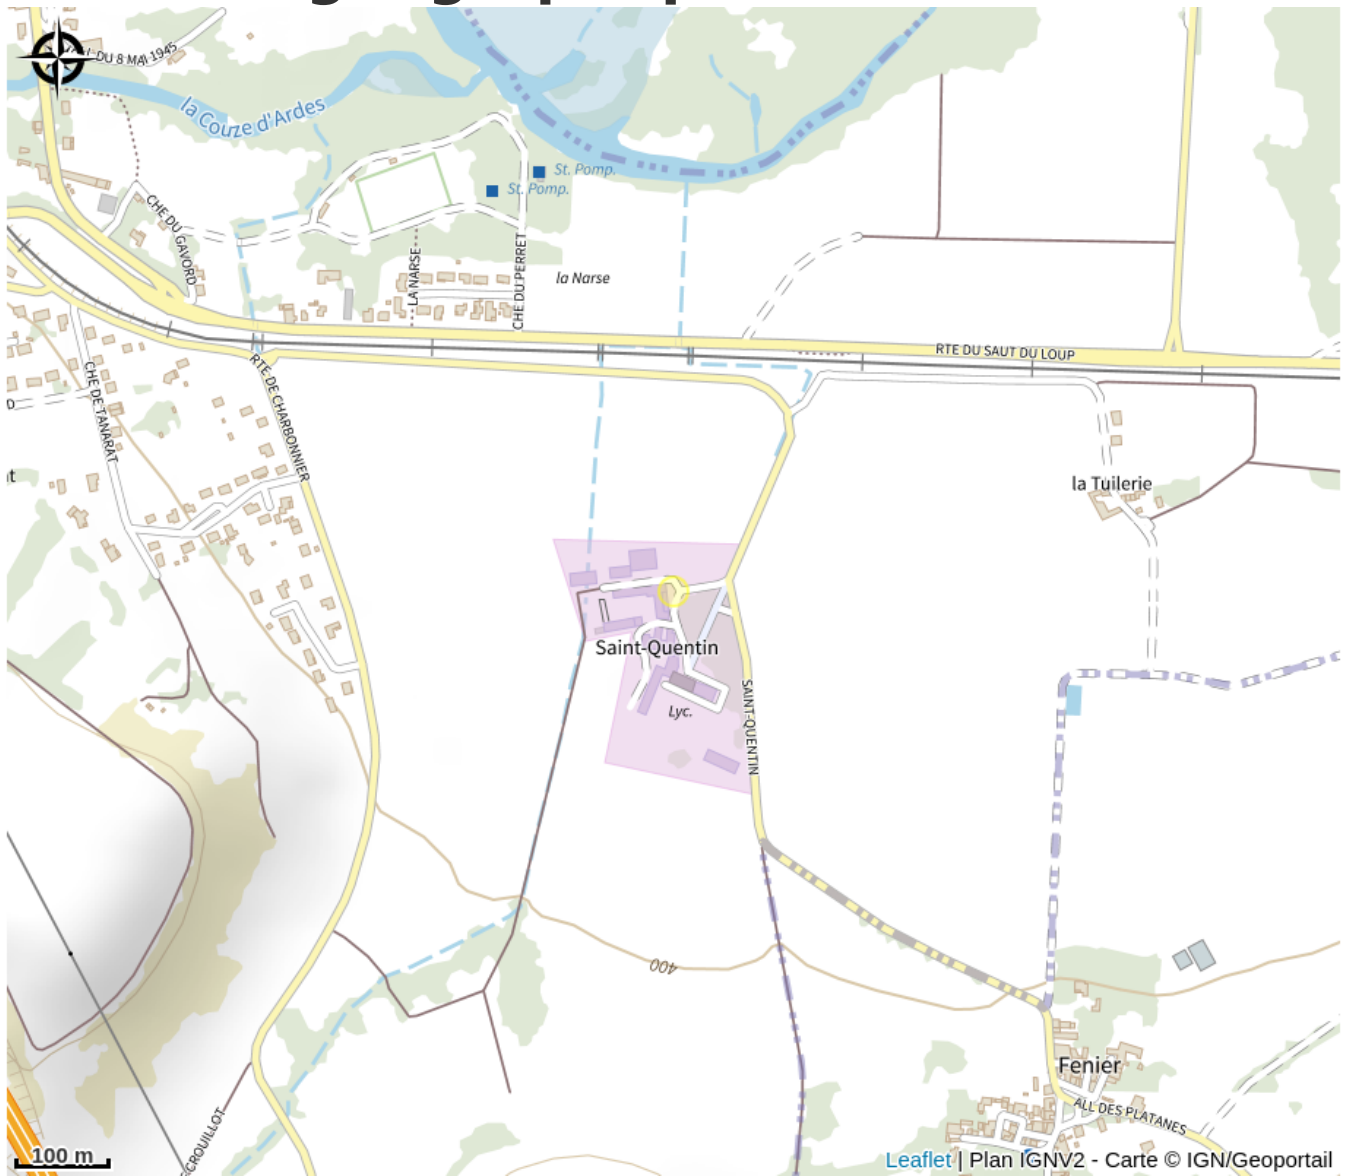 DU 8 MAI 1945
la Couze d'Ardes
St. Pomp.
St. Pomp.
CHE DU GAVORD
LA NARSE
CHE DU PERRET
la Narse
RTE DU SAUT DU LOUP
RTE DE CHARBONNIER
CHE DE TANARAT
la Tuilerie
Saint-Quentin
Lyc.
SAINT-QUENTIN
400
Fenier
ALL DES PLATANES
CROUILLOT
100 m
Leaflet | Plan IGNV2 - Carte © IGN/Geoportail